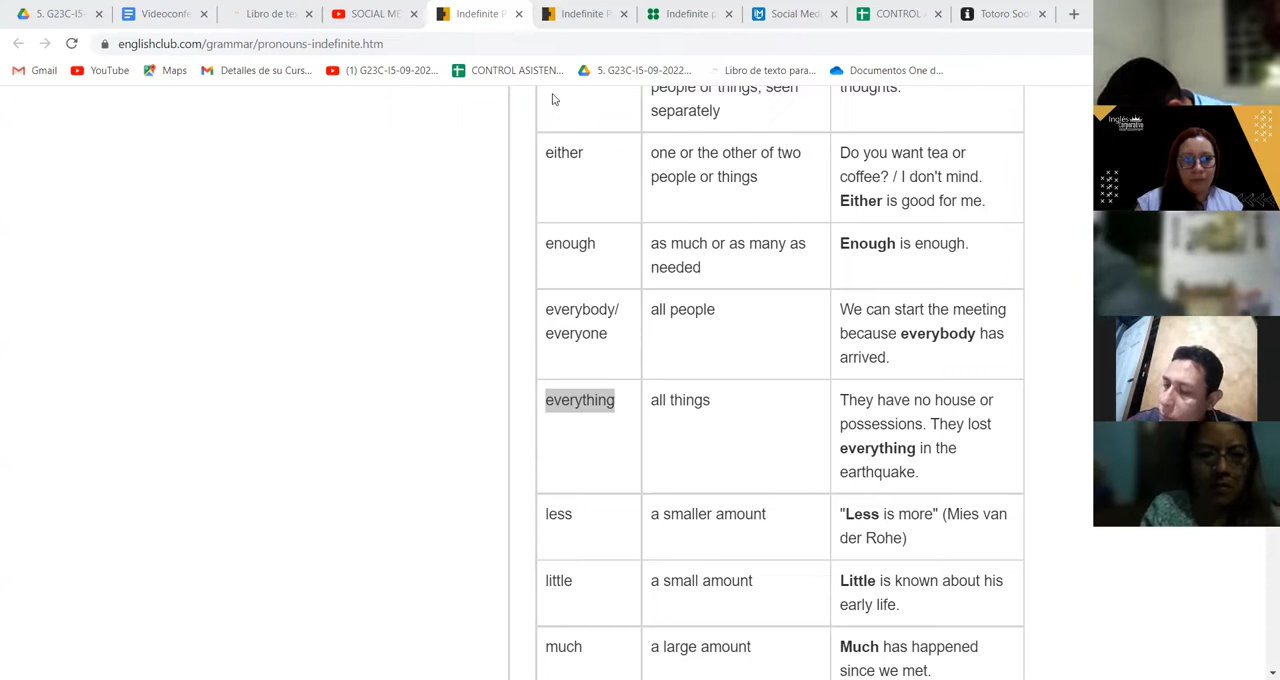 5. G23C-I5-
Videoconfe
Libro de te
SOCIAL ME
Indefinite P
Indefinite P
Indefinite p
Social Med
CONTROL
Totoro Soo
englishclub.com/grammar/pronouns-indefinite.htm
Gmail
YouTube
Maps
Detalles de su Curs...
(1) G23C-I5-09-202...
CONTROL ASISTEN...
5. G23C-I5-09-2022...
Libro de texto para...
Documentos One d...
people or things, seen
separately
thoughts.
either
one or the other of two
people or things
Do you want tea or
coffee? / I don't mind.
Either is good for me.
enough
as much or as many as
needed
Enough is enough.
everybody/
everyone
all people
We can start the meeting
because everybody has
arrived.
everything
all things
They have no house or
possessions. They lost
everything in the
earthquake.
less
a smaller amount
"Less is more" (Mies van
der Rohe)
little
a small amount
Little is known about his
early life.
much
a large amount
Much has happened
since we met.
Inglés
Corporativo